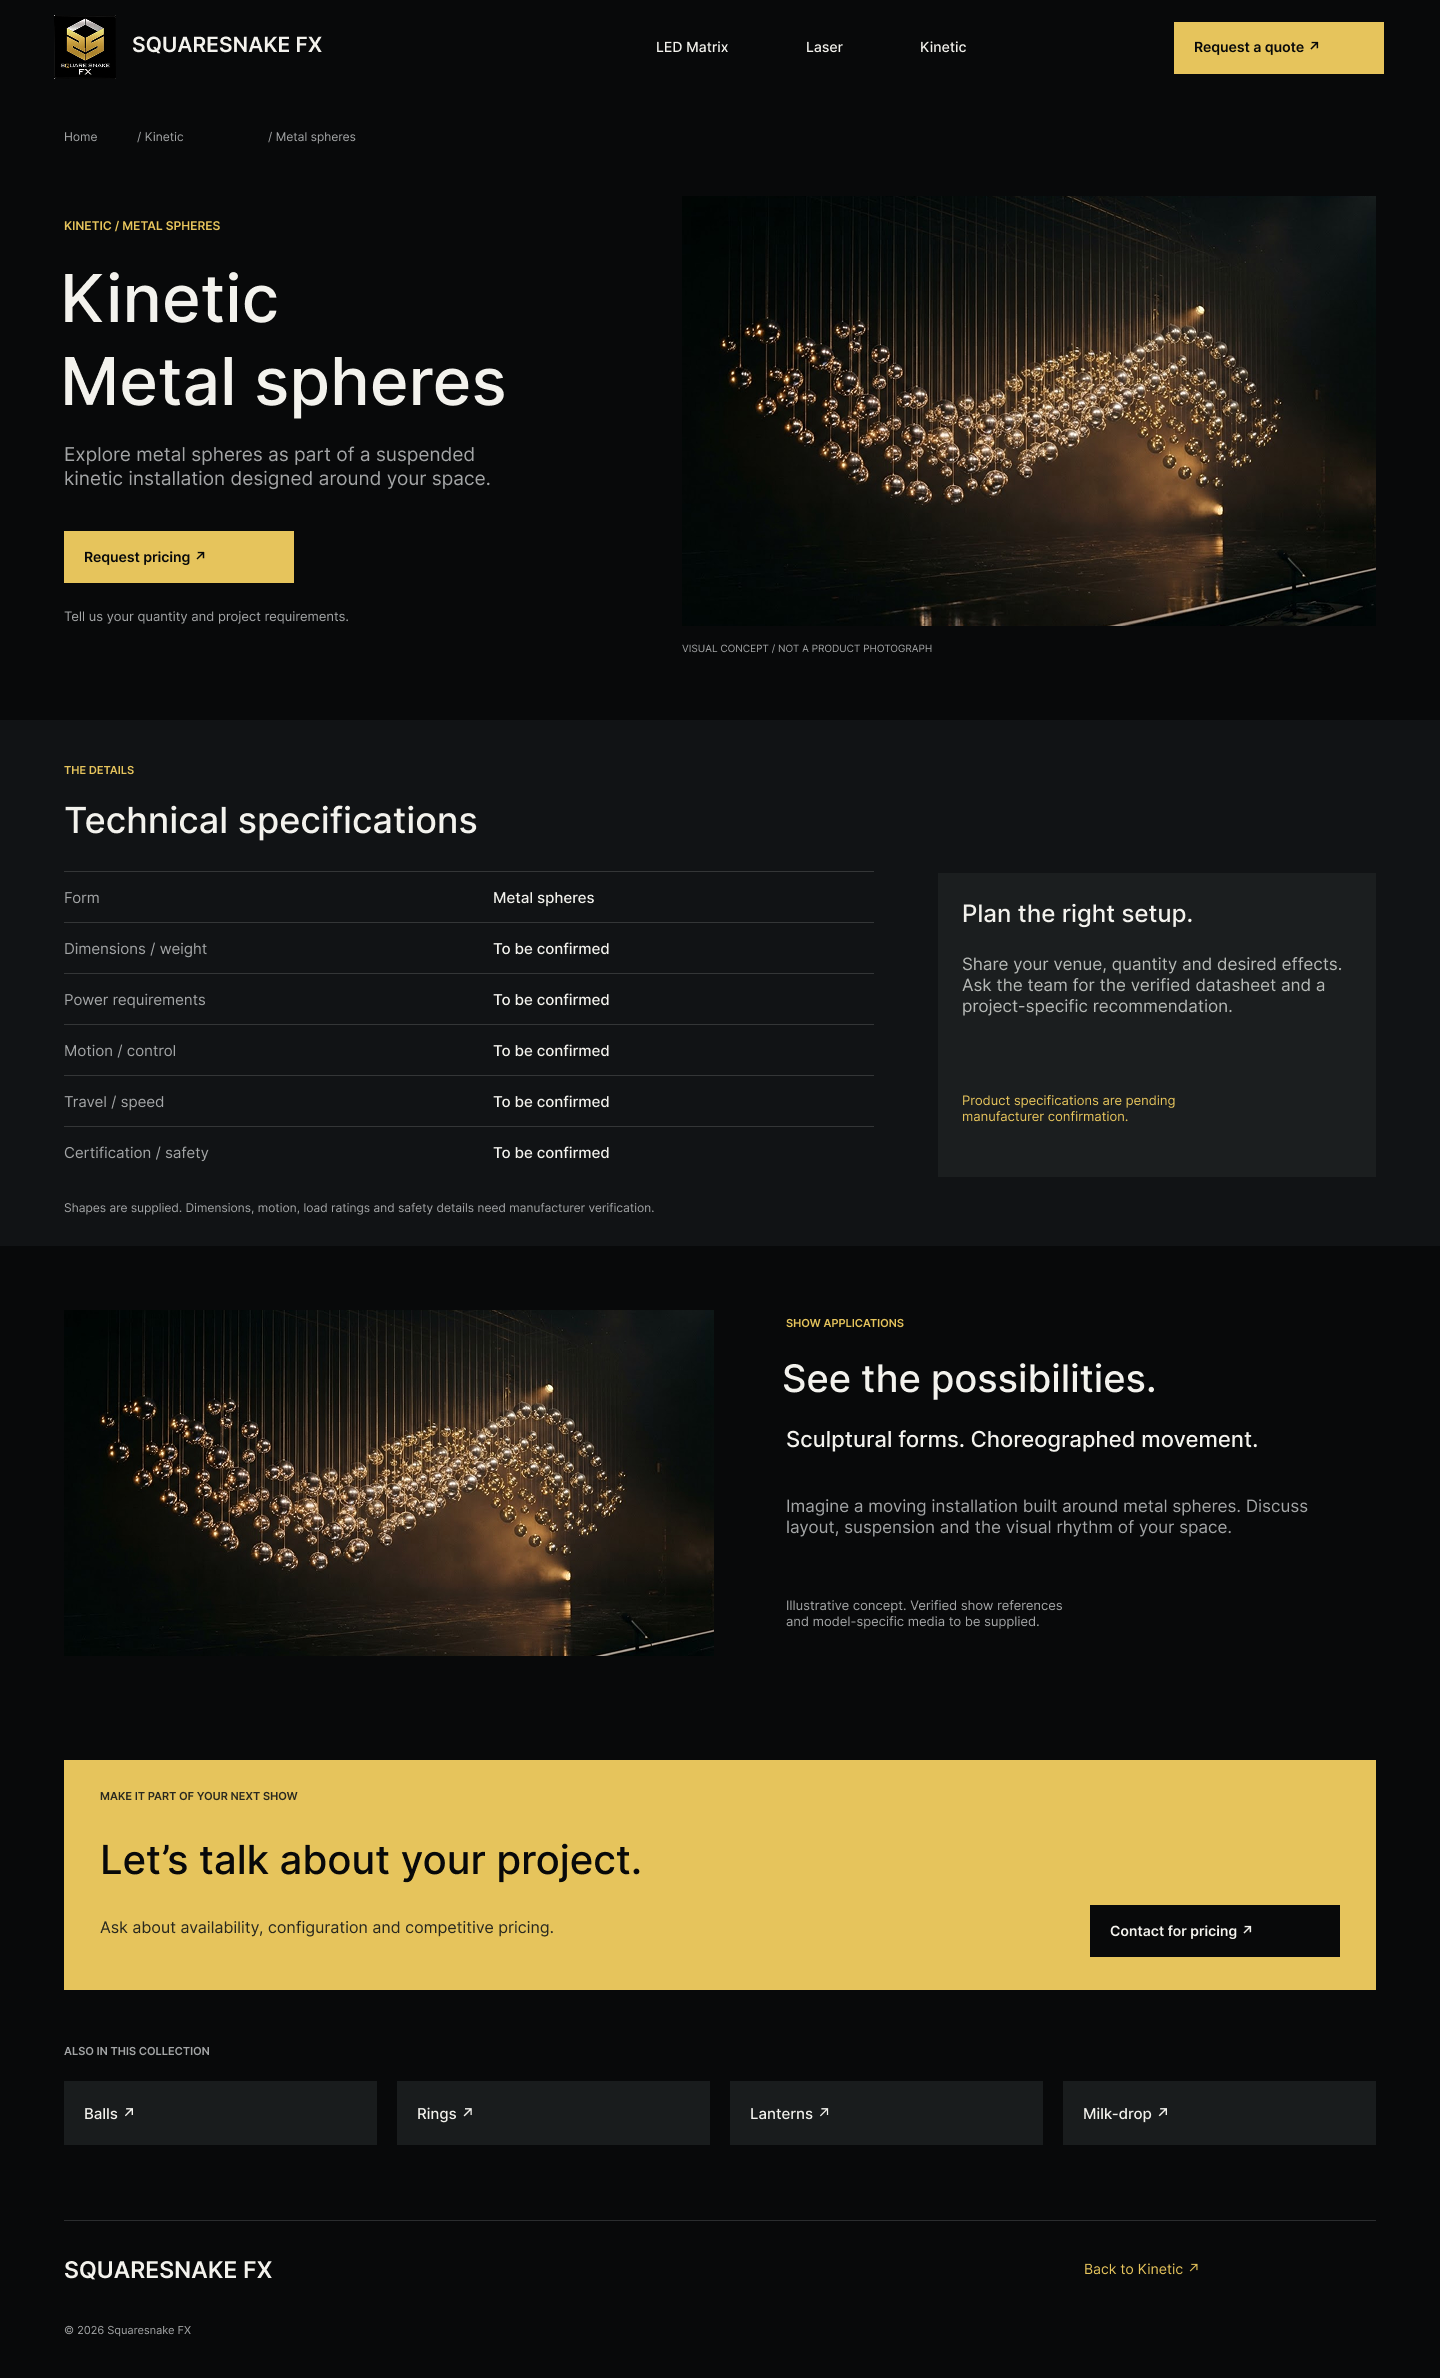 SQUARE SNAKE
FX
SQUARESNAKE FX
LED Matrix
Laser
Kinetic
Request a quote ↗
Home / Kinetic / Metal spheres
KINETIC / METAL SPHERES
Kinetic
Metal spheres
Explore metal spheres as part of a suspended
kinetic installation designed around your space.
Request pricing ↗
Tell us your quantity and project requirements.
VISUAL CONCEPT / NOT A PRODUCT PHOTOGRAPH
THE DETAILS
Technical specifications
Form Metal spheres
Dimensions / weight To be confirmed
Power requirements To be confirmed
Motion / control To be confirmed
Travel / speed To be confirmed
Certification / safety To be confirmed
Shapes are supplied. Dimensions, motion, load ratings and safety details need manufacturer verification.
Plan the right setup.
Share your venue, quantity and desired effects.
Ask the team for the verified datasheet and a
project-specific recommendation.
Product specifications are pending
manufacturer confirmation.
SHOW APPLICATIONS
See the possibilities.
Sculptural forms. Choreographed movement.
Imagine a moving installation built around metal spheres. Discuss
layout, suspension and the visual rhythm of your space.
Illustrative concept. Verified show references
and model-specific media to be supplied.
MAKE IT PART OF YOUR NEXT SHOW
Let’s talk about your project.
Ask about availability, configuration and competitive pricing.
Contact for pricing ↗
ALSO IN THIS COLLECTION
Balls ↗
Rings ↗
Lanterns ↗
Milk-drop ↗
SQUARESNAKE FX
Back to Kinetic ↗
© 2026 Squaresnake FX